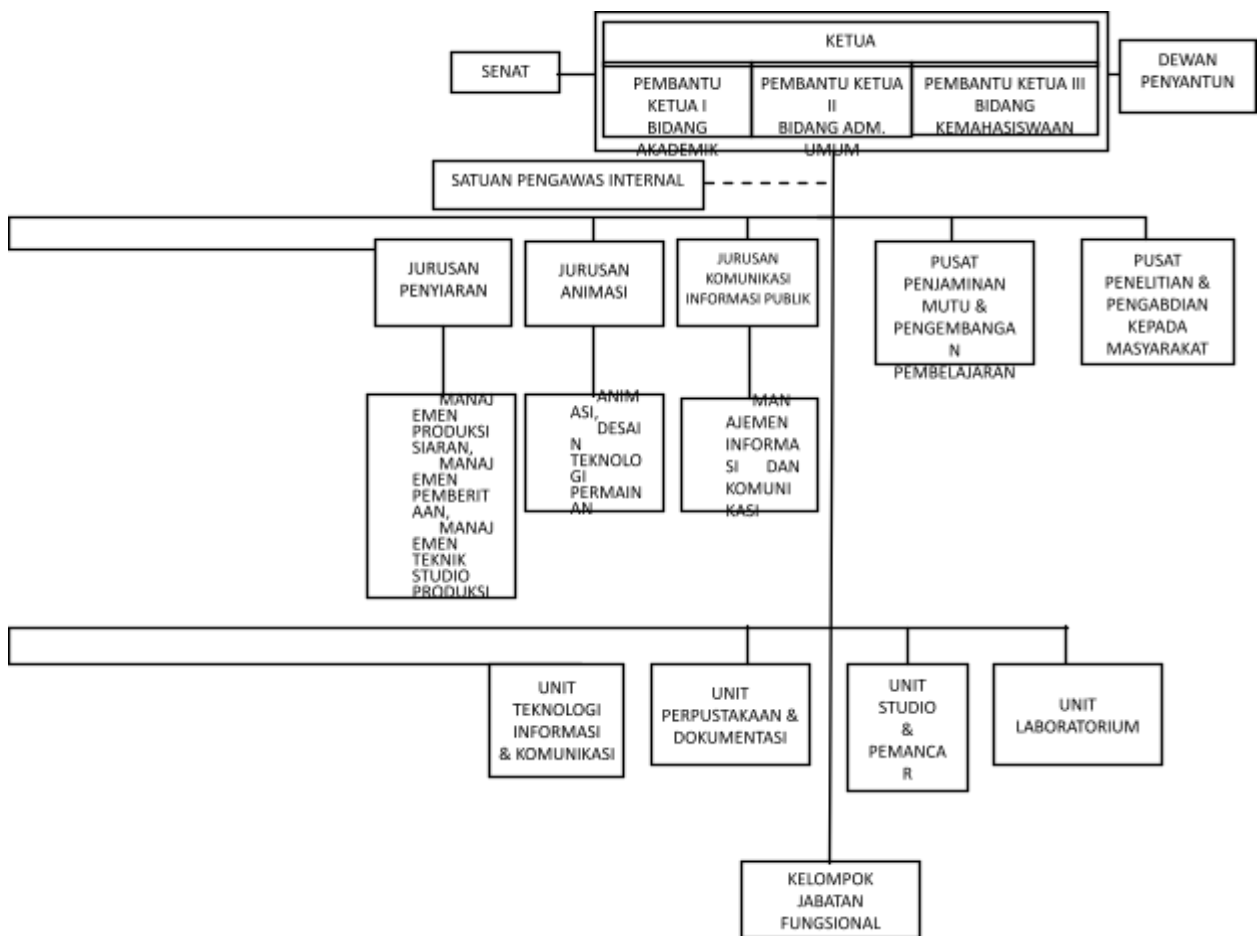 KETUA
SENAT
DEWAN
PENYANTUN
PEMBANTU
KETUA I
BIDANG
AKADEMIK
PEMBANTU KETUA
II
BIDANG ADM.
UMUM
PEMBANTU KETUA III
BIDANG
KEMAHASISWAAN
SATUAN PENGAWAS INTERNAL
JURUSAN
PENYIARAN
JURUSAN
ANIMASI
JURUSAN
KOMUNIKASI
INFORMASI PUBLIK
PUSAT
PENJAMINAN
MUTU &
PENGEMBANGA
N
PEMBELAJARAN
PUSAT
PENELITIAN &
PENGABDIAN
KEPADA
MASYARAKAT
MANAJ
EMEN
PRODUKSI
SIARAN,
MANAJ
EMEN
PEMBERIT
AAN,
MANAJ
EMEN
TEKNIK
STUDIO
PRODUKSI
ANIM
ASI,
DESAI
N
TEKNOLO
GI
PERMAIN
AN
MAN
AJEMEN
INFORMA
SI DAN
KOMUNI
KASI
UNIT
TEKNOLOGI
INFORMASI
& KOMUNIKASI
UNIT
PERPUSTAKAAN &
DOKUMENTASI
UNIT
STUDIO
&
PEMANCA
R
UNIT
LABORATORIUM
KELOMPOK
JABATAN
FUNGSIONAL